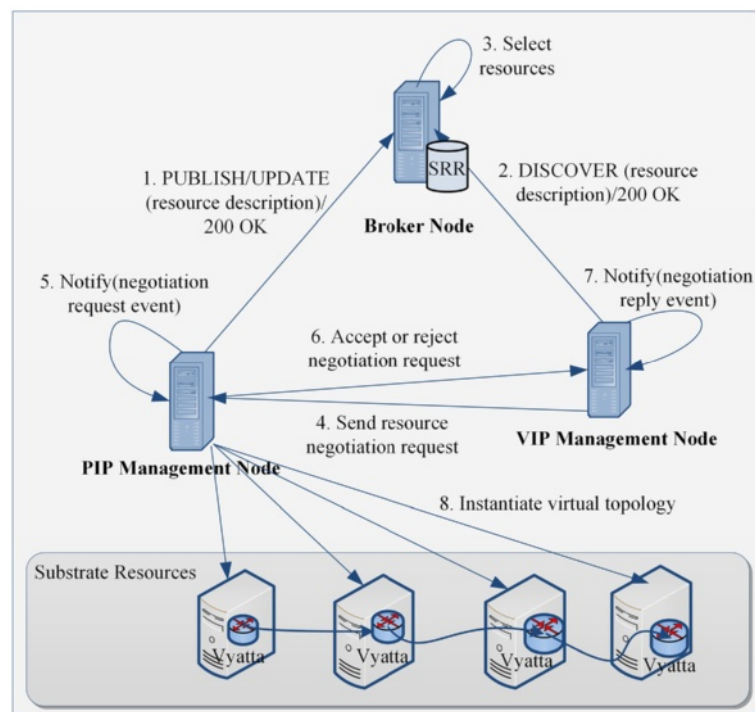 3. Select
resources
SRR
Broker Node
1. PUBLISH/UPDATE
(resource description)/
200 OK
2. DISCOVER (resource
description)/200 OK
5. Notify(negotiation
request event)
7. Notify(negotiation
reply event)
6. Accept or reject
negotiation request
4. Send resource
negotiation request
PIP Management Node
VIP Management Node
8. Instantiate virtual topology
Substrate Resources
Vyatta
Vyatta
Vyatta
Vyatta